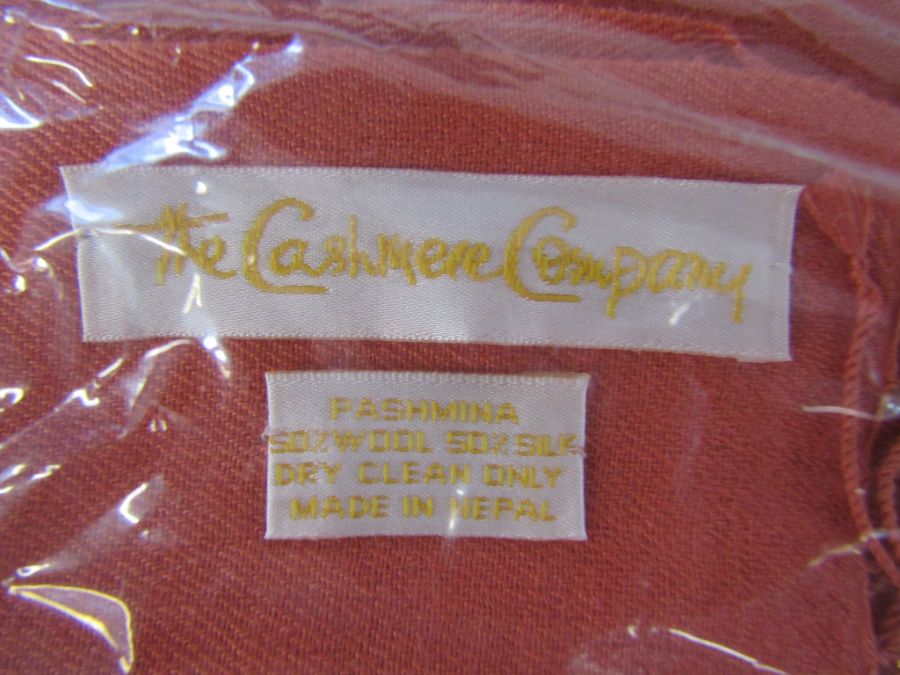 The Cashmere Company
PASHMINA
50% WOOL 50% SILK
DRY CLEAN ONLY
MADE IN NEPAL